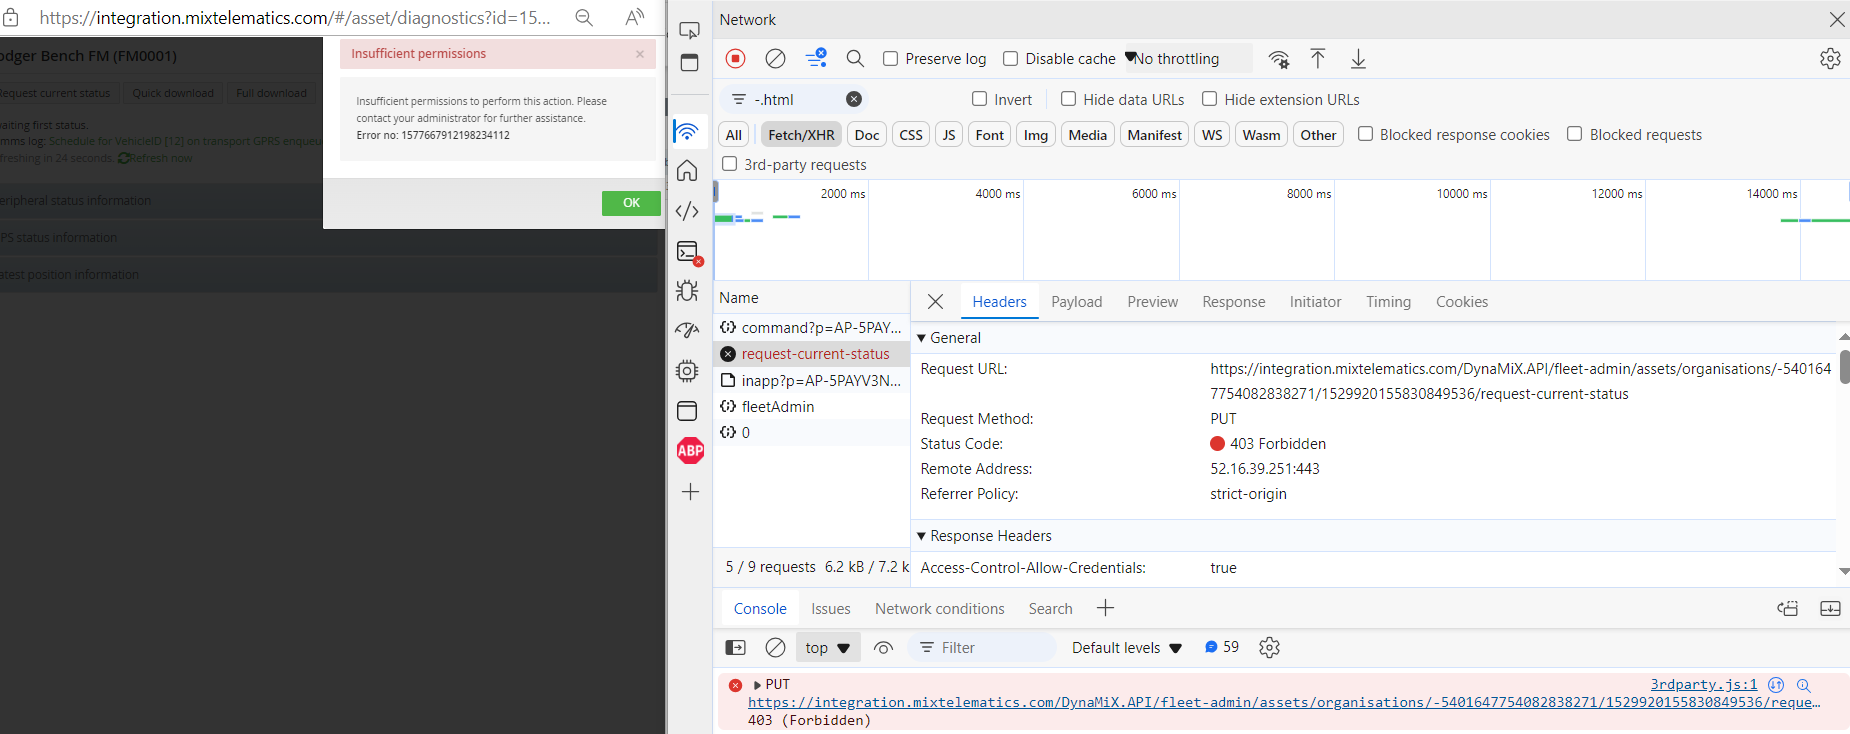 https://integration.mixtelematics.com/#/asset/diagnostics?id=15...
odger Bench FM (FM0001)
Request current status
Quick download
Full download
aiting first status.
mms log: Schedule for VehicleID [12] on transport GPRS enqueu
freshing in 24 seconds. Refresh now
eripheral status information
PS status information
atest position information
Insufficient permissions
×
Insufficient permissions to perform this action. Please
contact your administrator for further assistance.
Error no: 1577667912198234112
OK
ABP
Network
Preserve log
Disable cache
No throttling
-.html
Invert
Hide data URLs
Hide extension URLs
All
Fetch/XHR
Doc
CSS
JS
Font
Img
Media
Manifest
WS
Wasm
Other
Blocked response cookies
Blocked requests
3rd-party requests
2000 ms
4000 ms
6000 ms
8000 ms
10000 ms
12000 ms
14000 ms
Name
command?p=AP-5PAY...
request-current-status
inapp?p=AP-5PAYV3N...
fleetAdmin
0
5 / 9 requests 6.2 kB / 7.2 k
Headers
Payload
Preview
Response
Initiator
Timing
Cookies
General
Request URL:
https://integration.mixtelematics.com/DynaMiX.API/fleet-admin/assets/organisations/-540164
7754082838271/1529920155830849536/request-current-status
Request Method:
PUT
Status Code:
403 Forbidden
Remote Address:
52.16.39.251:443
Referrer Policy:
strict-origin
Response Headers
Access-Control-Allow-Credentials:
true
Console
Issues
Network conditions
Search
top
Filter
Default levels
59
PUT
3rdparty.js:1
https://integration.mixtelematics.com/DynaMiX.API/fleet-admin/assets/organisations/-5401647754082838271/1529920155830849536/reque...
403 (Forbidden)